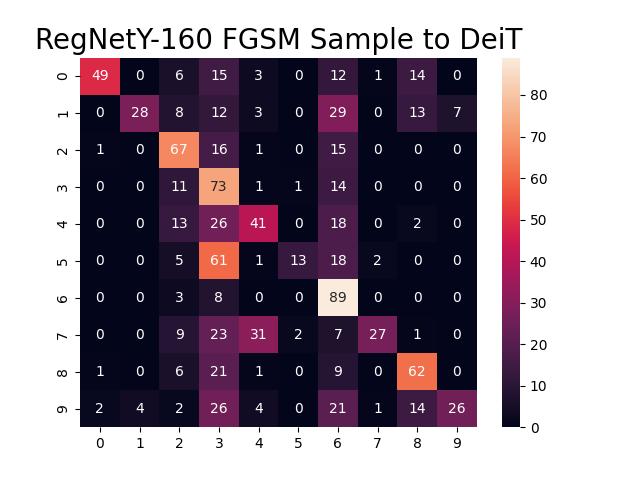 RegNetY-160 FGSM Sample to DeiT
0 49 0 6 15 3 0 12 1 14 0
1 0 28 8 12 3 0 29 0 13 7
2 1 0 67 16 1 0 15 0 0 0
3 0 0 11 73 1 1 14 0 0 0
4 0 0 13 26 41 0 18 0 2 0
5 0 0 5 61 1 13 18 2 0 0
6 0 0 3 8 0 0 89 0 0 0
7 0 0 9 23 31 2 7 27 1 0
8 1 0 6 21 1 0 9 0 62 0
9 2 4 2 26 4 0 21 1 14 26
0 1 2 3 4 5 6 7 8 9
80
70
60
50
40
30
20
10
0